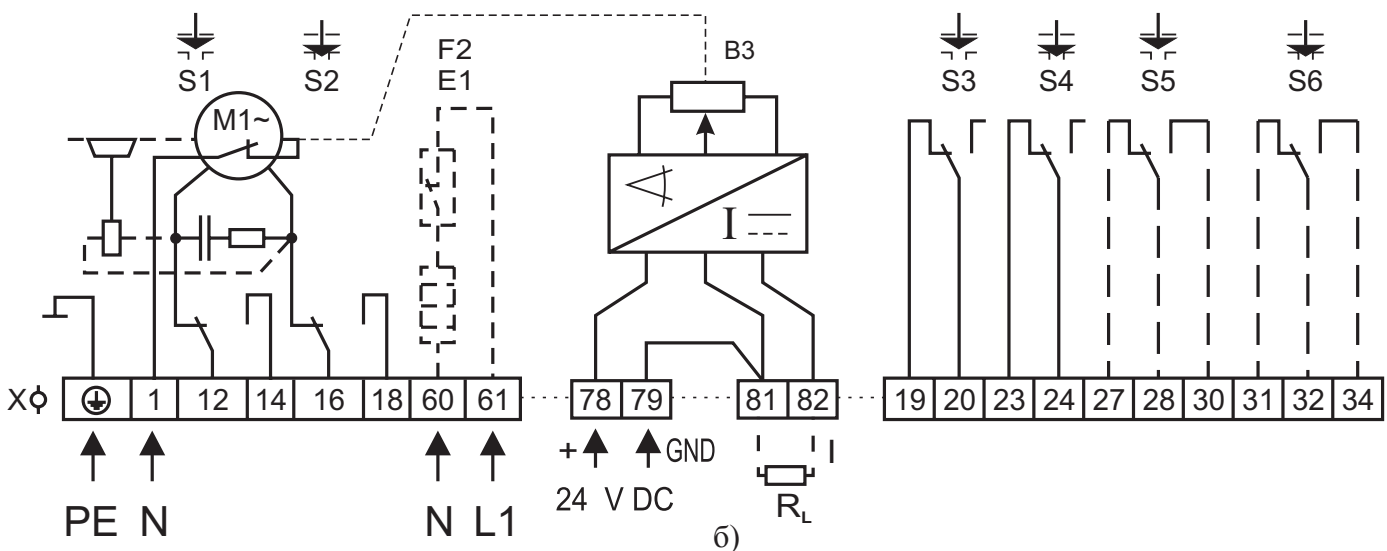 S1 S2 F2 B3 S3 S4 S5 S6
E1
M1~
I
X 1 12 14 16 18 60 61 78 79 81 82 19 20 23 24 27 28 30 31 32 34
+ GND I
PE N N L1 24 V DC RL
б)